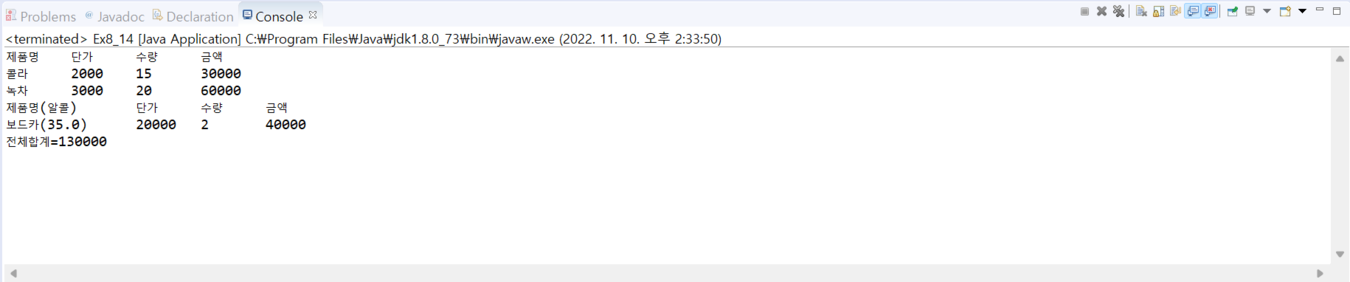 Problems Javadoc Declaration Console
<terminated> Ex8_14 [Java Application] C:₩Program Files₩Java₩jdk1.8.0_73₩bin₩javaw.exe (2022. 11. 10. 오후 2:33:50)
제품명 단가 수량 금액
콜라 2000 15 30000
녹차 3000 20 60000
제품명(알콜) 단가 수량 금액
보드카(35.0) 20000 2 40000
전체합계=130000